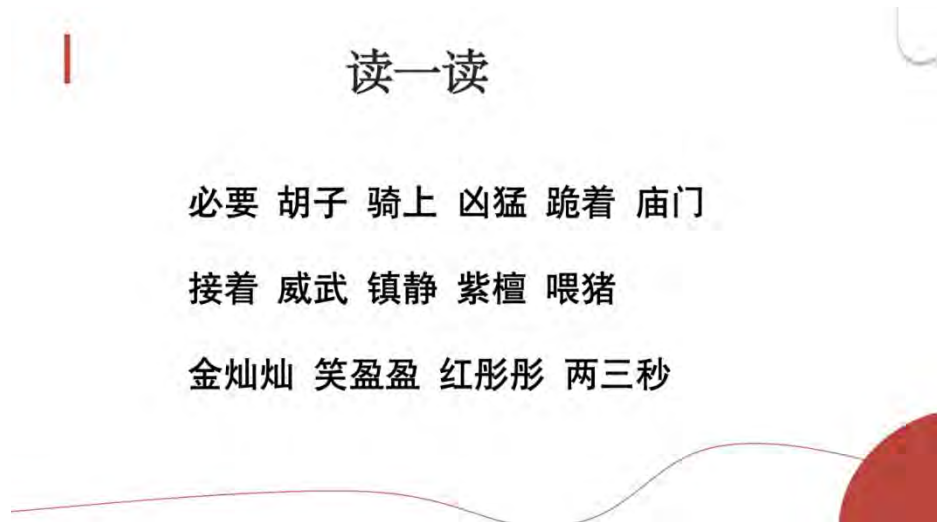 读一读
必要 胡子 骑上 凶猛 跪着 庙门
接着 威武 镇静 紫檀 喂猪
金灿灿 笑盈盈 红彤彤 两三秒